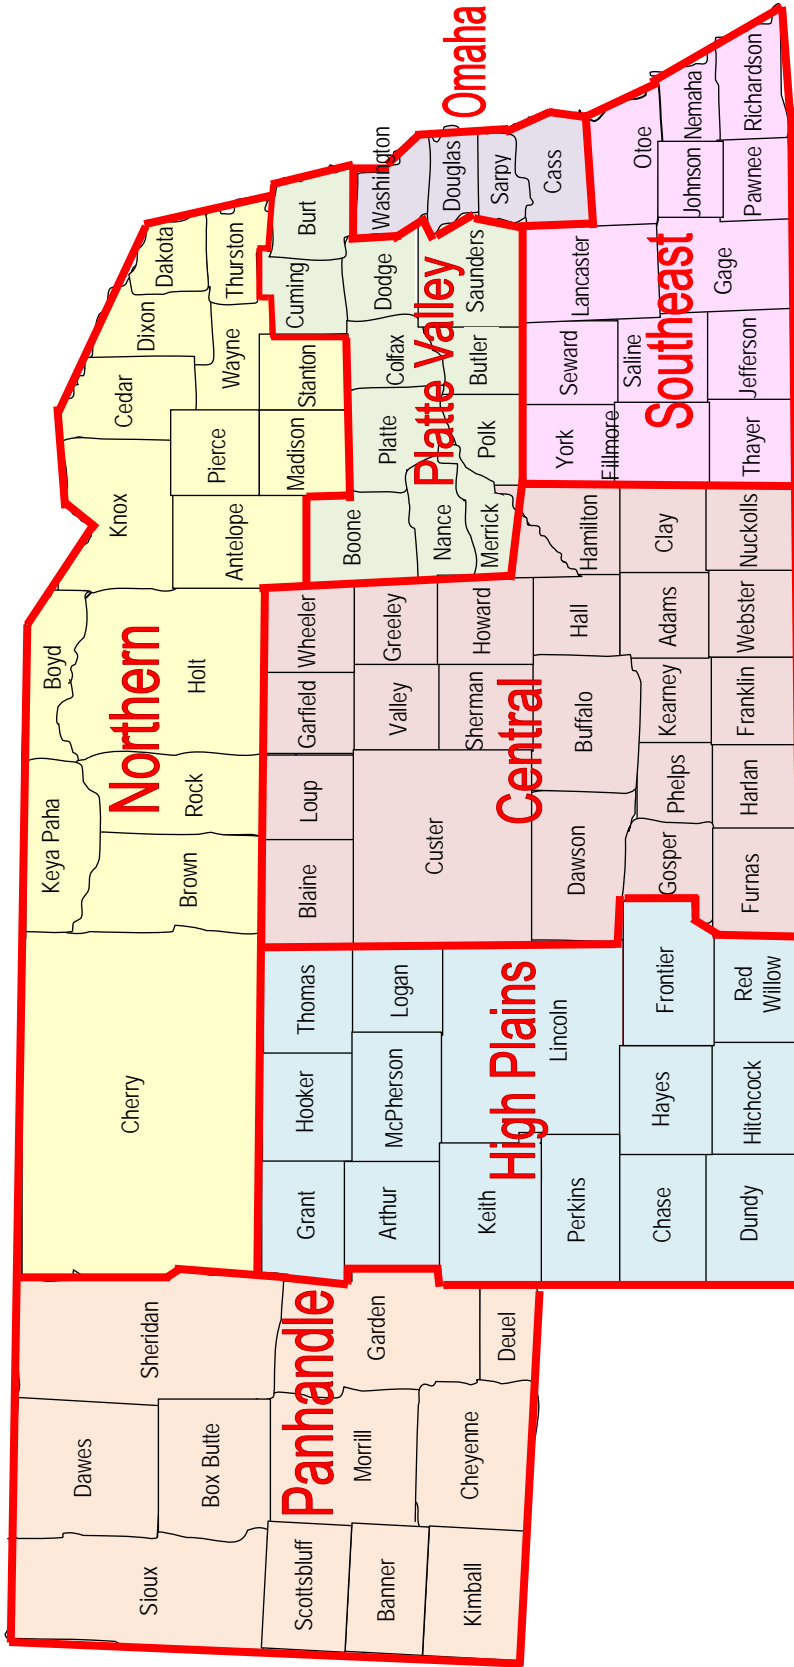 Panhandle
Sioux
Dawes
Sheridan
Box Butte
Scottsbluff
Morrill
Garden
Banner
Kimball
Cheyenne
Deuel
Northern
Cherry
Keya Paha
Boyd
Brown
Rock
Holt
Knox
Cedar
Dixon
Dakota
Antelope
Pierce
Wayne
Thurston
Madison
Stanton
High Plains
Grant
Hooker
Thomas
Arthur
McPherson
Logan
Keith
Lincoln
Perkins
Chase
Hayes
Frontier
Dundy
Hitchcock
Red
Willow
Central
Blaine
Loup
Garfield
Wheeler
Custer
Valley
Greeley
Sherman
Howard
Dawson
Buffalo
Hall
Hamilton
Gosper
Phelps
Kearney
Adams
Clay
Furnas
Harlan
Franklin
Webster
Nuckolls
Platte Valley
Boone
Cuming
Burt
Platte
Colfax
Dodge
Nance
Merrick
Polk
Butler
Saunders
Omaha
Washington
Douglas
Sarpy
Cass
Southeast
York
Seward
Lancaster
Otoe
Fillmore
Saline
Gage
Johnson
Nemaha
Thayer
Jefferson
Pawnee
Richardson